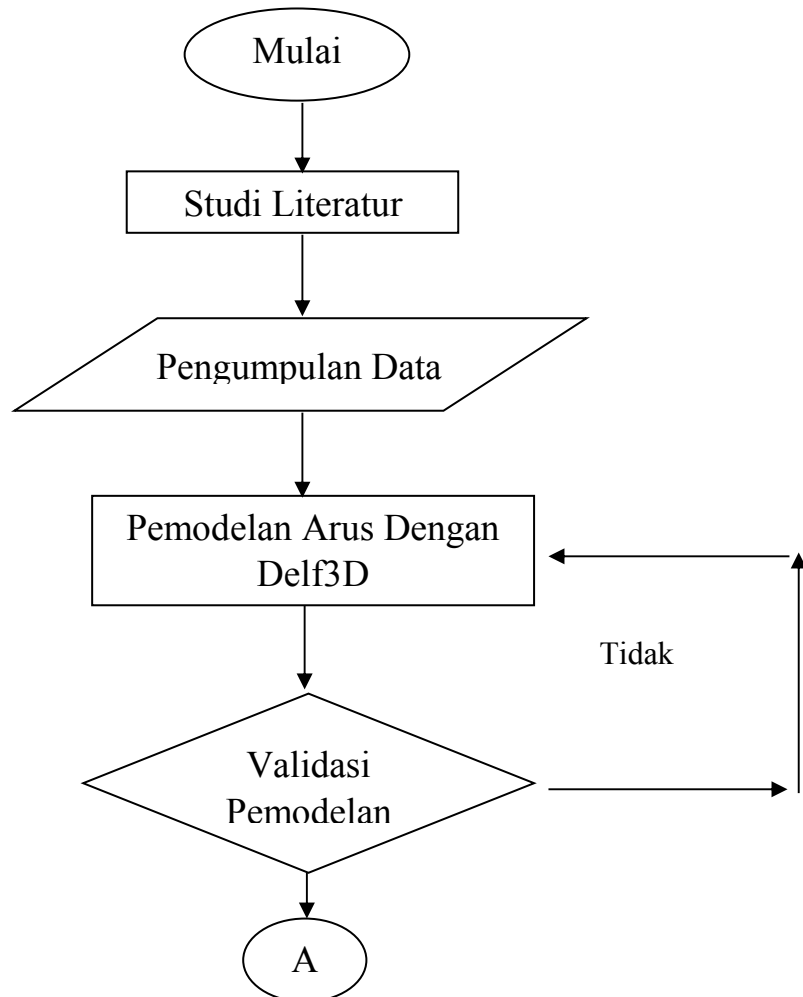 Mulai
Studi Literatur
Pengumpulan Data
Pemodelan Arus Dengan
Delf3D
Tidak
Validasi
Pemodelan
A